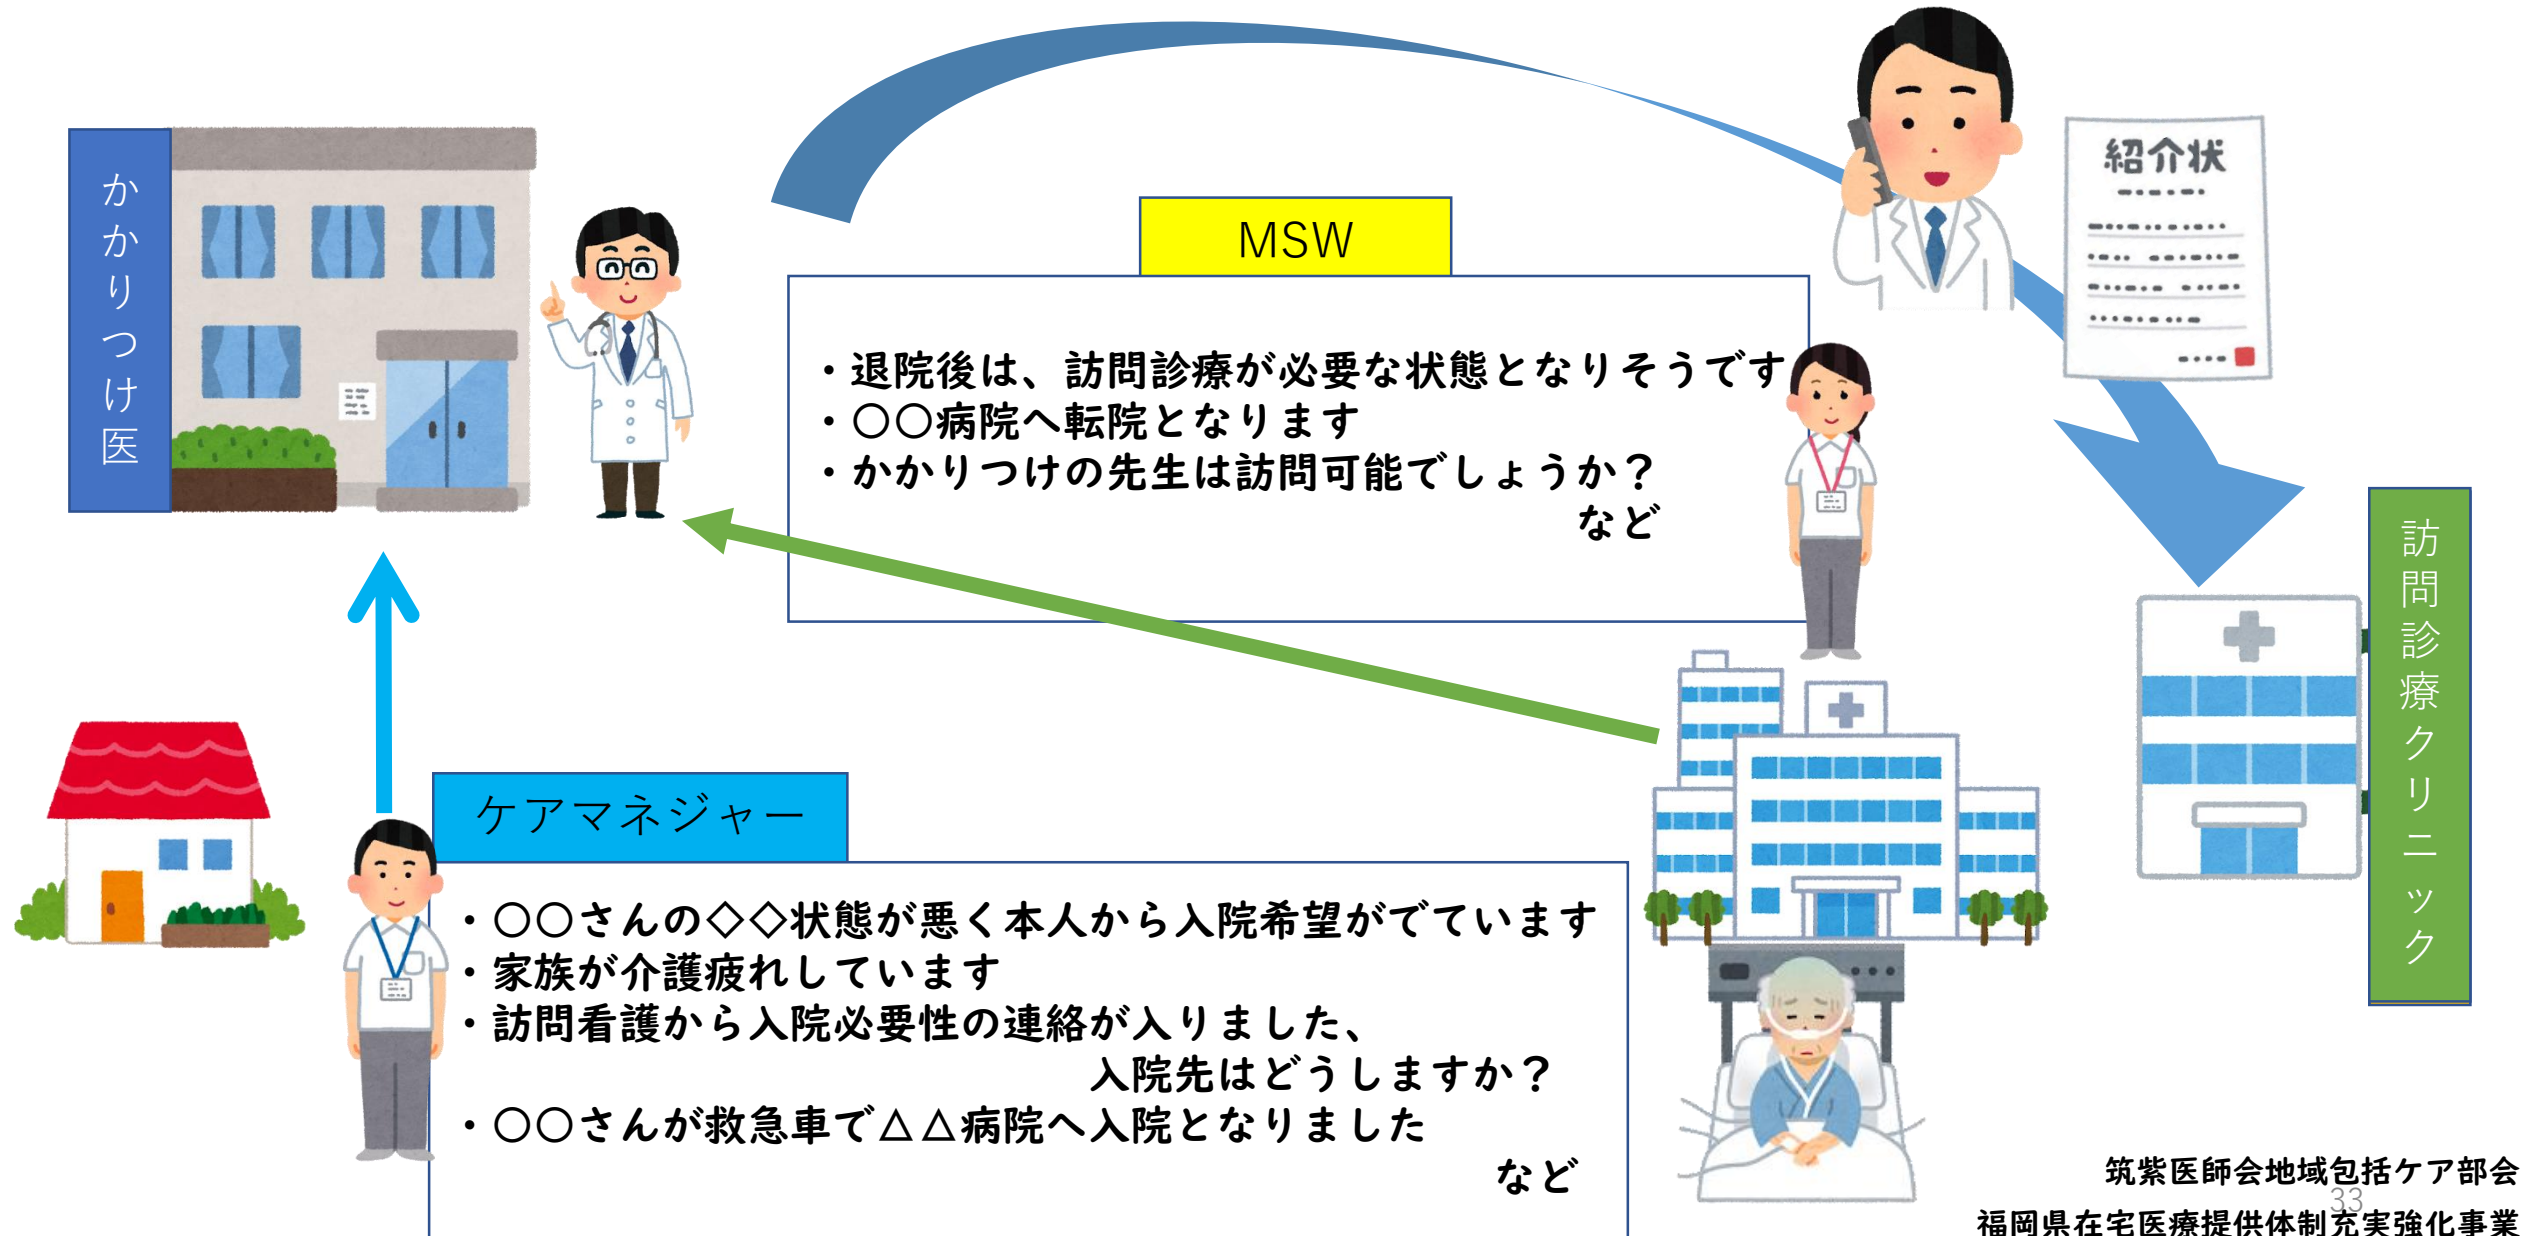 かかりつけ医
紹介状
MSW
・退院後は、訪問診療が必要な状態となりそうです
・〇〇病院へ転院となります
・かかりつけの先生は訪問可能でしょうか？
など
訪問診療クリニック
ケアマネジャー
・〇〇さんの◇◇状態が悪く本人から入院希望がでています
・家族が介護疲れしています
・訪問看護から入院必要性の連絡が入りました、
入院先はどうしますか？
・〇〇さんが救急車で△△病院へ入院となりました
など
筑紫医師会地域包括ケア部会
33
福岡県在宅医療提供体制充実強化事業